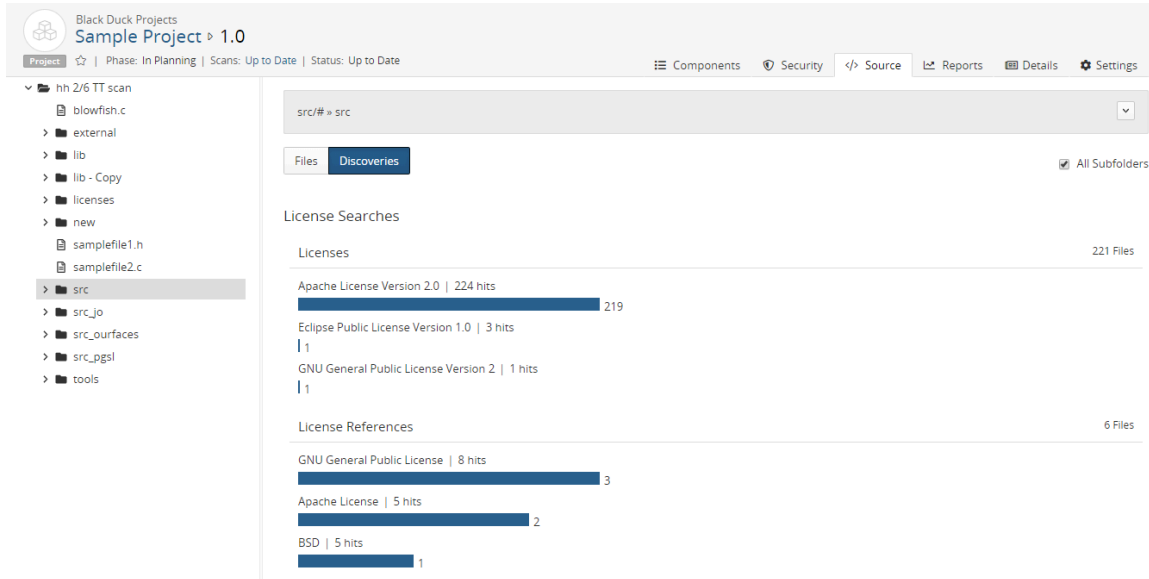 Black Duck Projects
Sample Project ▹ 1.0
Project | Phase: In Planning | Scans: Up to Date | Status: Up to Date
Components Security </> Source Reports Details Settings
hh 2/6 TT scan
blowfish.c
external
lib
lib - Copy
licenses
new
samplefile1.h
samplefile2.c
src
src_jo
src_ourfaces
src_pgsl
tools
src/# » src
Files Discoveries
All Subfolders
License Searches
Licenses 221 Files
Apache License Version 2.0 | 224 hits
219
Eclipse Public License Version 1.0 | 3 hits
1
GNU General Public License Version 2 | 1 hits
1
License References 6 Files
GNU General Public License | 8 hits
3
Apache License | 5 hits
2
BSD | 5 hits
1